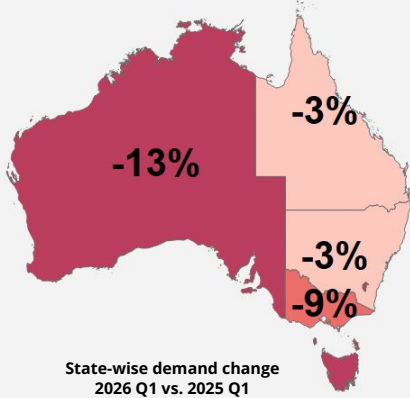 -3%
-13%
-3%
-9%
State-wise demand change
2026 Q1 vs. 2025 Q1